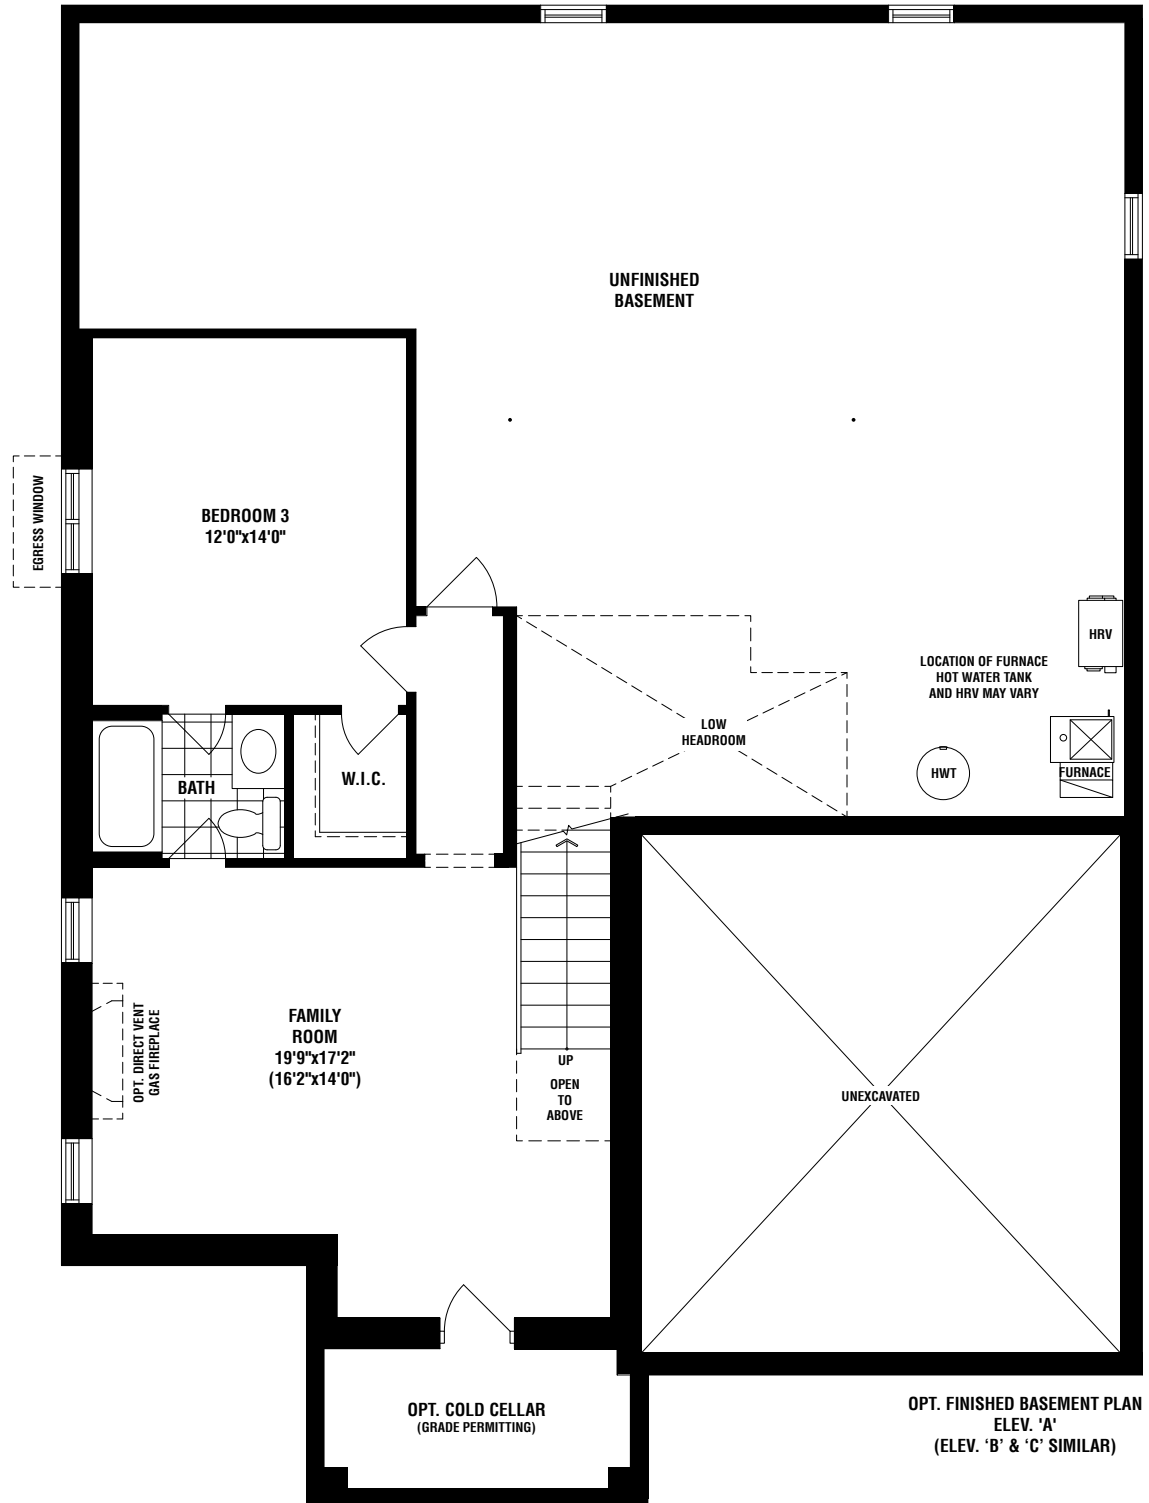 UNFINISHED
BASEMENT
EGRESS WINDOW
BEDROOM 3
12'0"x14'0"
HRV
LOCATION OF FURNACE
HOT WATER TANK
AND HRV MAY VARY
LOW
HEADROOM
HWT
FURNACE
BATH
W.I.C.
OPT. DIRECT VENT
GAS FIREPLACE
FAMILY
ROOM
19'9"x17'2"
(16'2"x14'0")
UP
OPEN
TO
ABOVE
UNEXCAVATED
OPT. COLD CELLAR
(GRADE PERMITTING)
OPT. FINISHED BASEMENT PLAN
ELEV. 'A'
(ELEV. ‘B’ & ‘C’ SIMILAR)